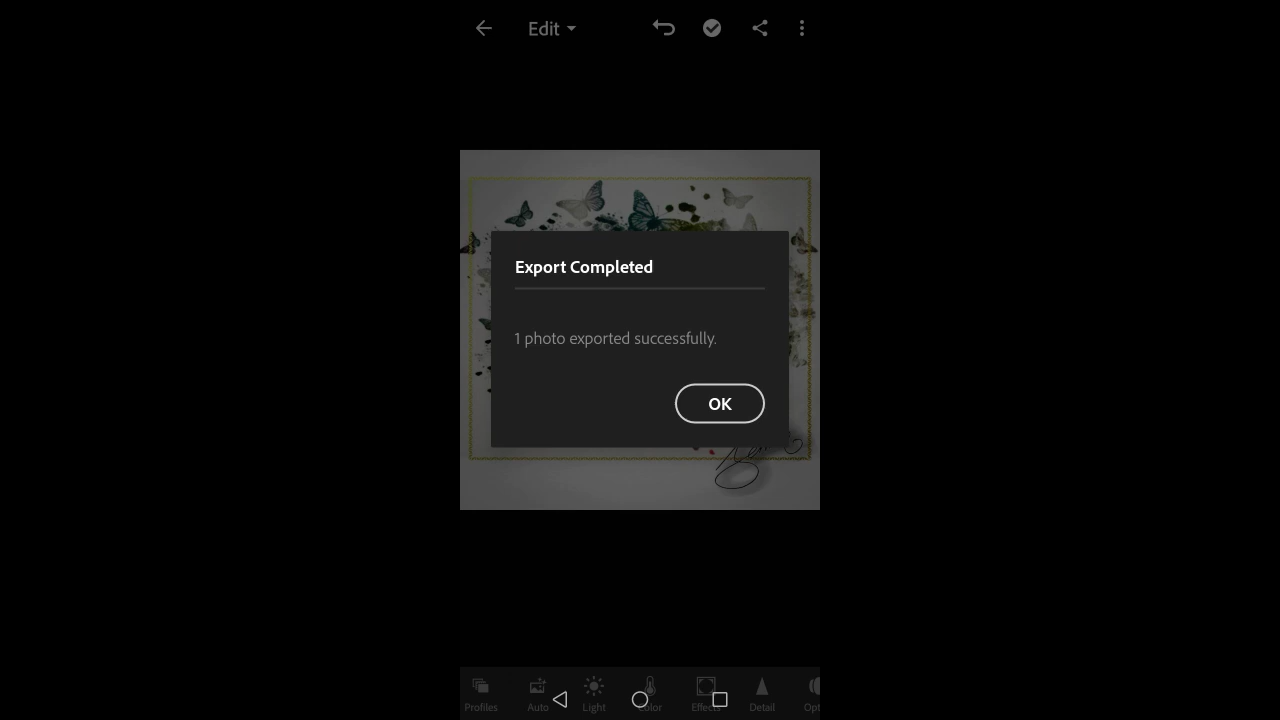 Edit
Export Completed
1 photo exported successfully.
OK
Profiles
Auto
Light
Color
Effects
Detail